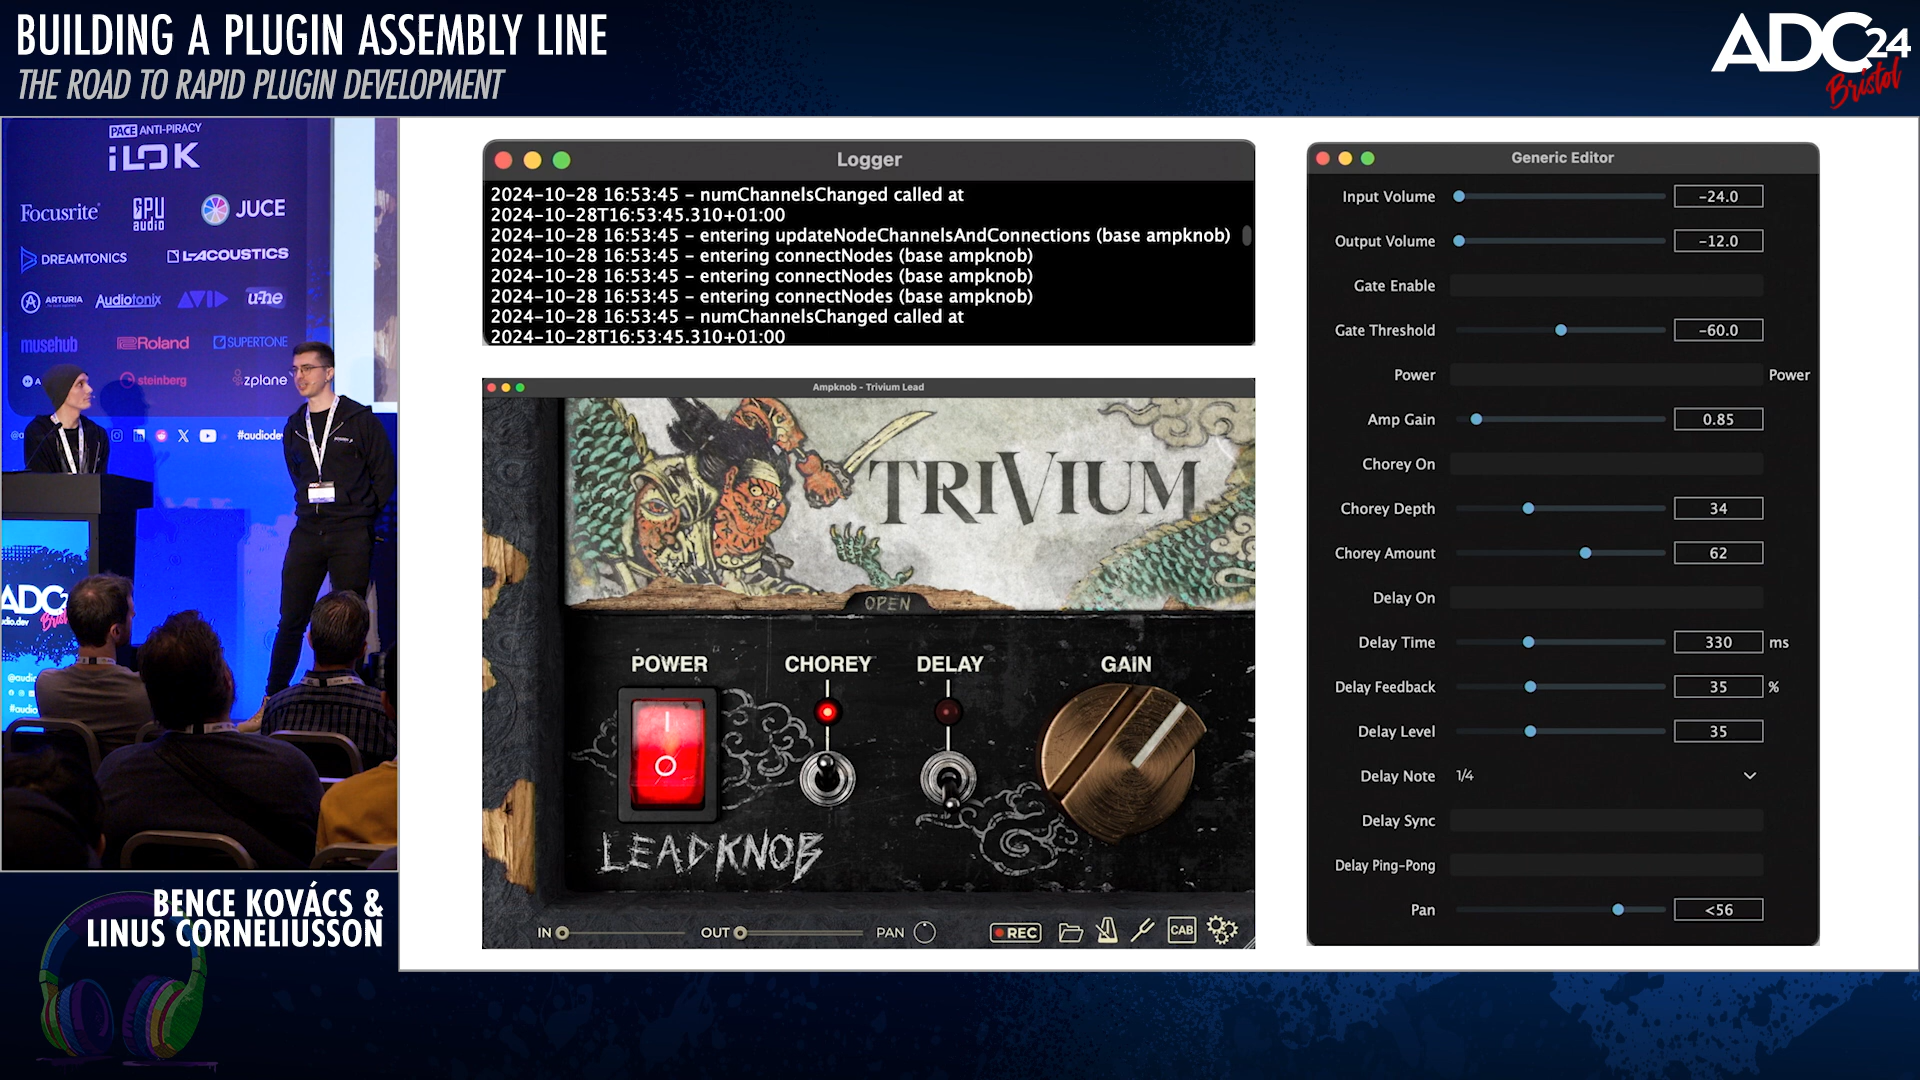 BUILDING A PLUGIN ASSEMBLY LINE
THE ROAD TO RAPID PLUGIN DEVELOPMENT
ADC24
Bristol
PACE ANTI-PIRACY
iLOK
Focusrite
GPU audio
JUCE
DREAMTONICS
L-ACOUSTICS
ARTURIA
Audiotonix
AVID
u-he
musehub
Roland
SUPERTONE
steinberg
zplane
#audiodev
ADC24
Bristol
dio.dev
@audio
#audio
BENCE KOVÁCS &
LINUS CORNELIUSSON
Logger
2024-10-28 16:53:45 - numChannelsChanged called at
2024-10-28T16:53:45.310+01:00
2024-10-28 16:53:45 - entering updateNodeChannelsAndConnections (base ampknob)
2024-10-28 16:53:45 - entering connectNodes (base ampknob)
2024-10-28 16:53:45 - entering connectNodes (base ampknob)
2024-10-28 16:53:45 - entering connectNodes (base ampknob)
2024-10-28 16:53:45 - numChannelsChanged called at
2024-10-28T16:53:45.310+01:00
Ampknob - Trivium Lead
TRIVIUM
OPEN
POWER CHOREY DELAY GAIN
LEADKNOB
IN OUT PAN REC CAB
Generic Editor
Input Volume -24.0
Output Volume -12.0
Gate Enable
Gate Threshold -60.0
Power Power
Amp Gain 0.85
Chorey On
Chorey Depth 34
Chorey Amount 62
Delay On
Delay Time 330 ms
Delay Feedback 35 %
Delay Level 35
Delay Note 1/4
Delay Sync
Delay Ping-Pong
Pan <56